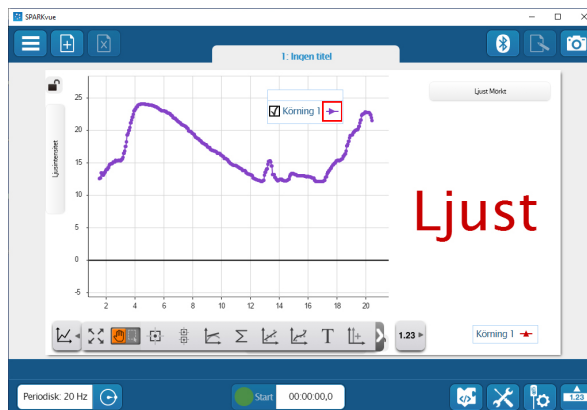 SPARKvue
1: Ingen titel
Ljusintensitet
25
20
15
10
5
0
-5
2 4 6 8 10 12 14 16 18 20
Körning 1
Ljust Mörkt
Ljust
Σ
T
1.23
Körning 1
Periodisk: 20 Hz
Start
00:00:00,0
1.23